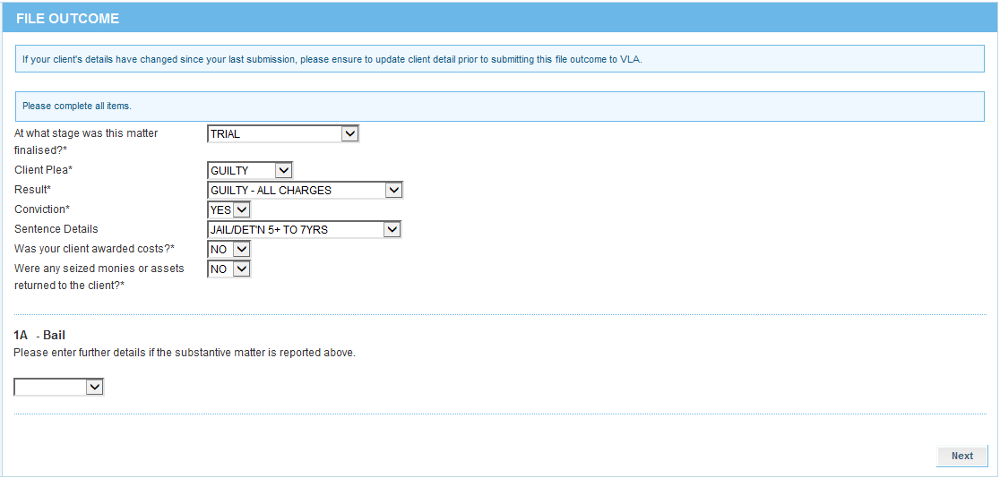 FILE OUTCOME
If your client's details have changed since your last submission, please ensure to update client detail prior to submitting this file outcome to VLA.
Please complete all items.
At what stage was this matter
finalised?*
TRIAL
Client Plea*
GUILTY
Result*
GUILTY - ALL CHARGES
Conviction*
YES
Sentence Details
JAIL/DET'N 5+ TO 7YRS
Was your client awarded costs?*
NO
Were any seized monies or assets
returned to the client?*
NO
1A - Bail
Please enter further details if the substantive matter is reported above.
Next